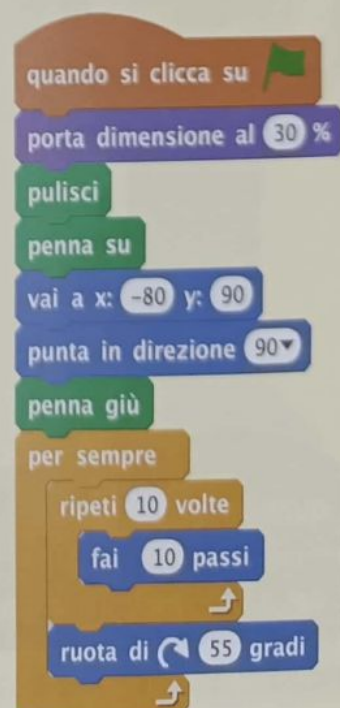 quando si clicca su
porta dimensione al 30 %
pulisci
penna su
vai a x: -80 y: 90
punta in direzione 90
penna giù
per sempre
ripeti 10 volte
fai 10 passi
ruota di 55 gradi